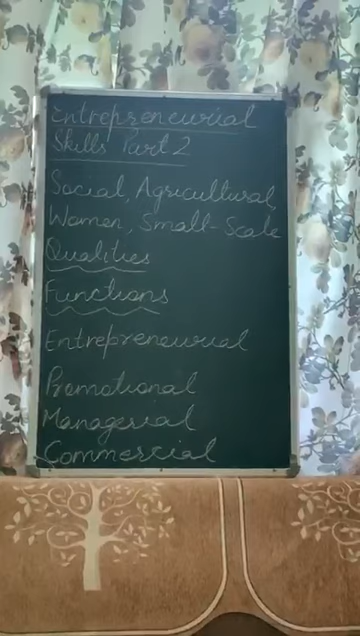 Entrepreneurial
Skills Part 2
Social, Agricultural,
Women, Small-Scale
Qualities
Functions
Entrepreneurial
Promotional
Managerial
Commercial